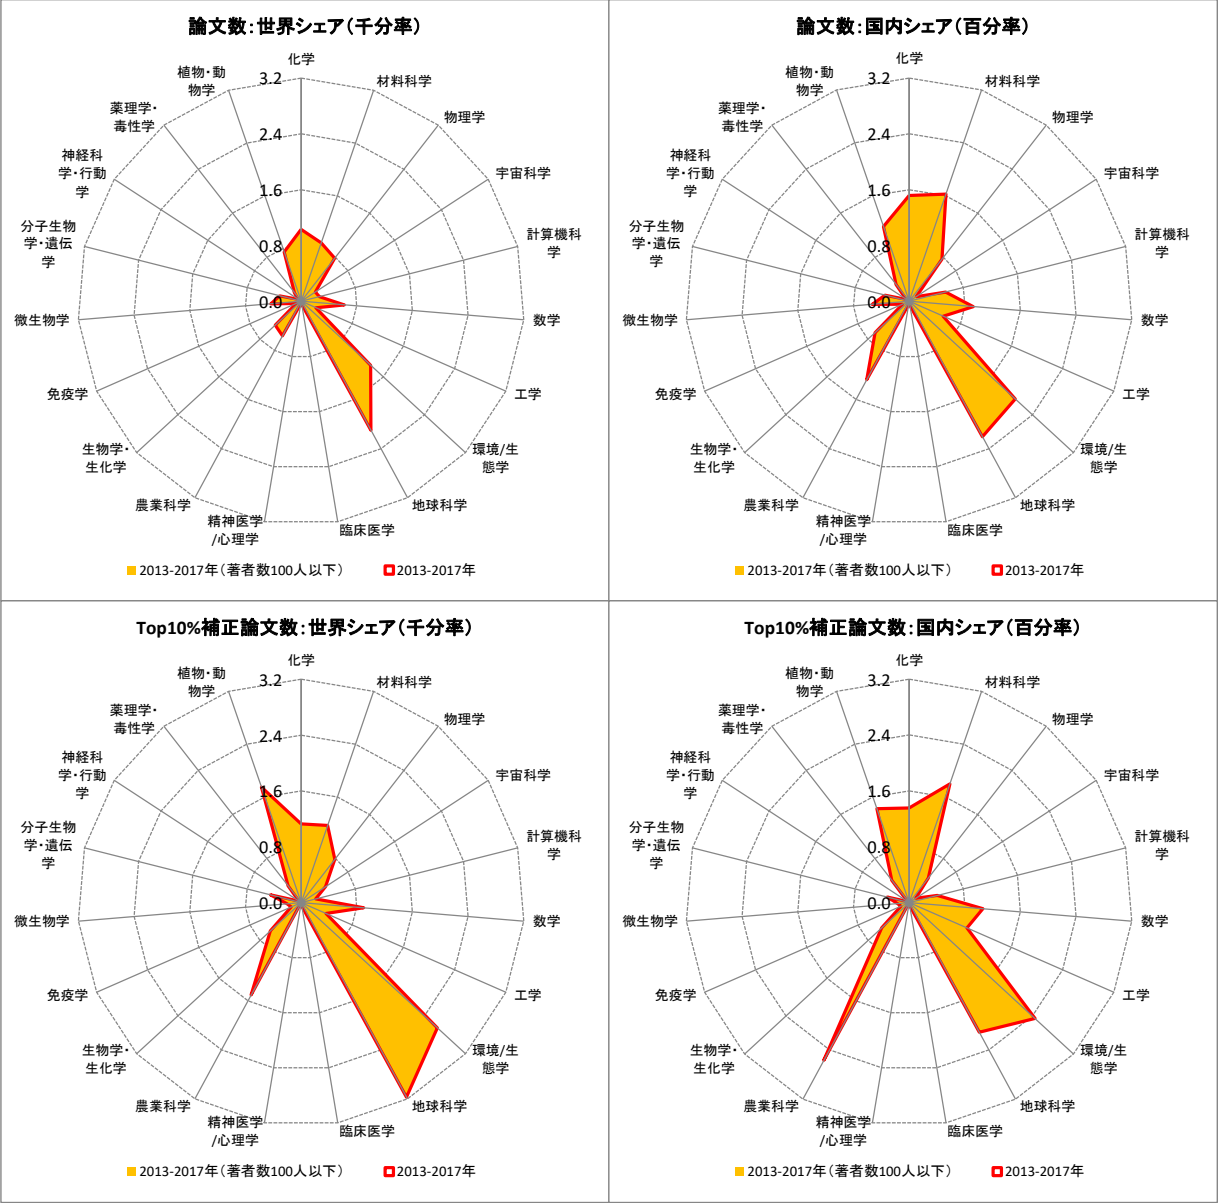 論文数：世界シェア（千分率）
化学
材料科学
物理学
宇宙科学
計算機科
学
数学
工学
環境/生
態学
地球科学
臨床医学
精神医学
/心理学
農業科学
生物学・
生化学
免疫学
微生物学
分子生物
学・遺伝
学
神経科
学・行動
学
薬理学・
毒性学
植物・動
物学
3.2
2.4
1.6
0.8
0.0
2013-2017年（著者数100人以下）
2013-2017年
論文数：国内シェア（百分率）
化学
材料科学
物理学
宇宙科学
計算機科
学
数学
工学
環境/生
態学
地球科学
臨床医学
精神医学
/心理学
農業科学
生物学・
生化学
免疫学
微生物学
分子生物
学・遺伝
学
神経科
学・行動
学
薬理学・
毒性学
植物・動
物学
3.2
2.4
1.6
0.8
0.0
2013-2017年（著者数100人以下）
2013-2017年
Top10%補正論文数：世界シェア（千分率）
化学
材料科学
物理学
宇宙科学
計算機科
学
数学
工学
環境/生
態学
地球科学
臨床医学
精神医学
/心理学
農業科学
生物学・
生化学
免疫学
微生物学
分子生物
学・遺伝
学
神経科
学・行動
学
薬理学・
毒性学
植物・動
物学
3.2
2.4
1.6
0.8
0.0
2013-2017年（著者数100人以下）
2013-2017年
Top10%補正論文数：国内シェア（百分率）
化学
材料科学
物理学
宇宙科学
計算機科
学
数学
工学
環境/生
態学
地球科学
臨床医学
精神医学
/心理学
農業科学
生物学・
生化学
免疫学
微生物学
分子生物
学・遺伝
学
神経科
学・行動
学
薬理学・
毒性学
植物・動
物学
3.2
2.4
1.6
0.8
0.0
2013-2017年（著者数100人以下）
2013-2017年